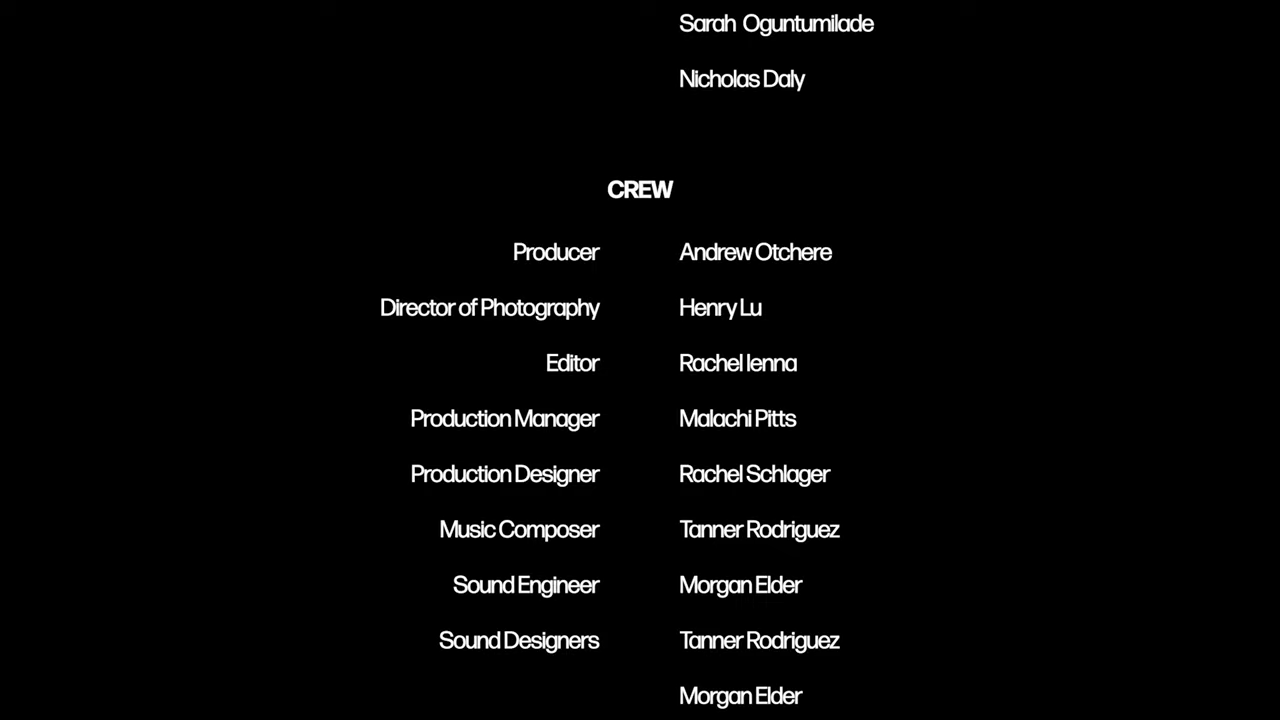 Sarah Oguntumilade
Nicholas Daly
CREW
Producer Andrew Otchere
Director of Photography Henry Lu
Editor Rachel Ienna
Production Manager Malachi Pitts
Production Designer Rachel Schlager
Music Composer Tanner Rodriguez
Sound Engineer Morgan Elder
Sound Designers Tanner Rodriguez
Morgan Elder